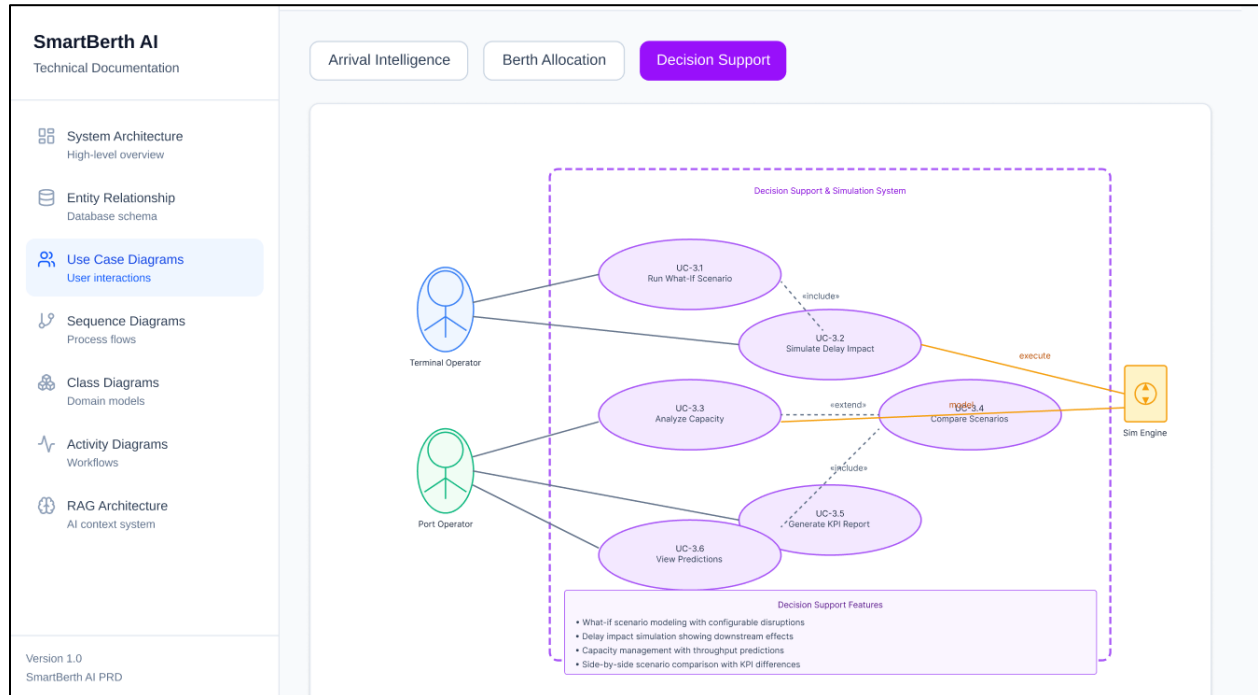 SmartBerth AI
Technical Documentation
System Architecture
High-level overview
Entity Relationship
Database schema
Use Case Diagrams
User interactions
Sequence Diagrams
Process flows
Class Diagrams
Domain models
Activity Diagrams
Workflows
RAG Architecture
AI context system
Version 1.0
SmartBerth AI PRD
Arrival Intelligence
Berth Allocation
Decision Support
Decision Support & Simulation System
UC-3.1
Run What-If Scenario
«include»
UC-3.2
Simulate Delay Impact
execute
Terminal Operator
UC-3.3
Analyze Capacity
«extend»
model
UC-3.4
Compare Scenarios
Sim Engine
«include»
Port Operator
UC-3.5
Generate KPI Report
UC-3.6
View Predictions
Decision Support Features
• What-if scenario modeling with configurable disruptions
• Delay impact simulation showing downstream effects
• Capacity management with throughput predictions
• Side-by-side scenario comparison with KPI differences